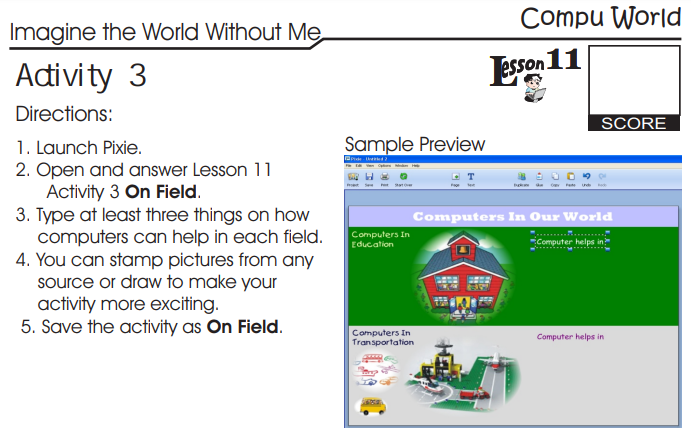 Imagine the World Without Me
Compu World
Activity 3
Lesson 11
SCORE
Directions:
1. Launch Pixie.
2. Open and answer Lesson 11
Activity 3 On Field.
3. Type at least three things on how
computers can help in each field.
4. You can stamp pictures from any
source or draw to make your
activity more exciting.
5. Save the activity as On Field.
Sample Preview
Pixie - Untitled 2
File Edit View Options Window Help
Project Save Print Start Over Page Text Duplicate Glue Copy Paste Undo Redo
Computers In Our World
Computers In
Education
Computer helps in
Computers In
Transportation
Computer helps in